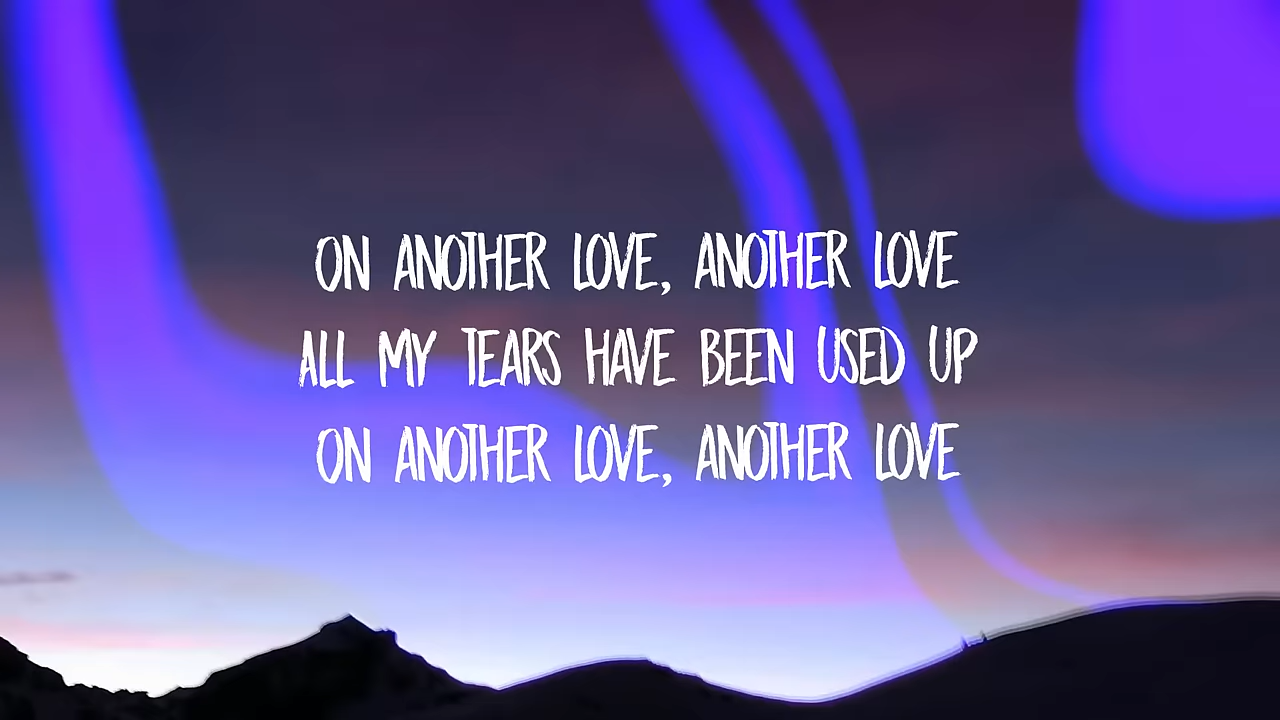 ON ANOTHER LOVE, ANOTHER LOVE
ALL MY TEARS HAVE BEEN USED UP
ON ANOTHER LOVE, ANOTHER LOVE